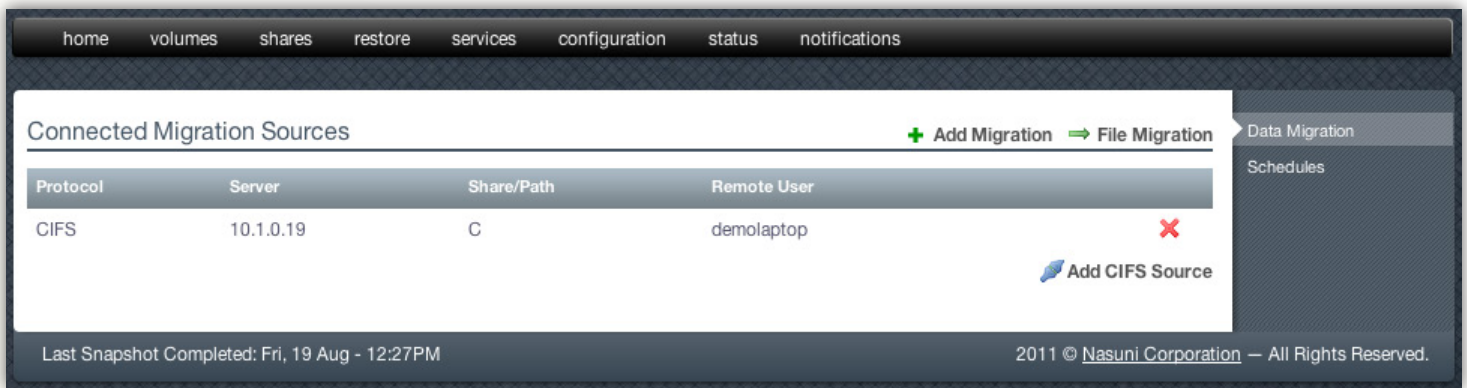 home volumes shares restore services configuration status notifications
Connected Migration Sources
Add Migration File Migration
Data Migration
Schedules
Protocol Server Share/Path Remote User
CIFS 10.1.0.19 C demolaptop
Add CIFS Source
Last Snapshot Completed: Fri, 19 Aug - 12:27PM
2011 © Nasuni Corporation — All Rights Reserved.